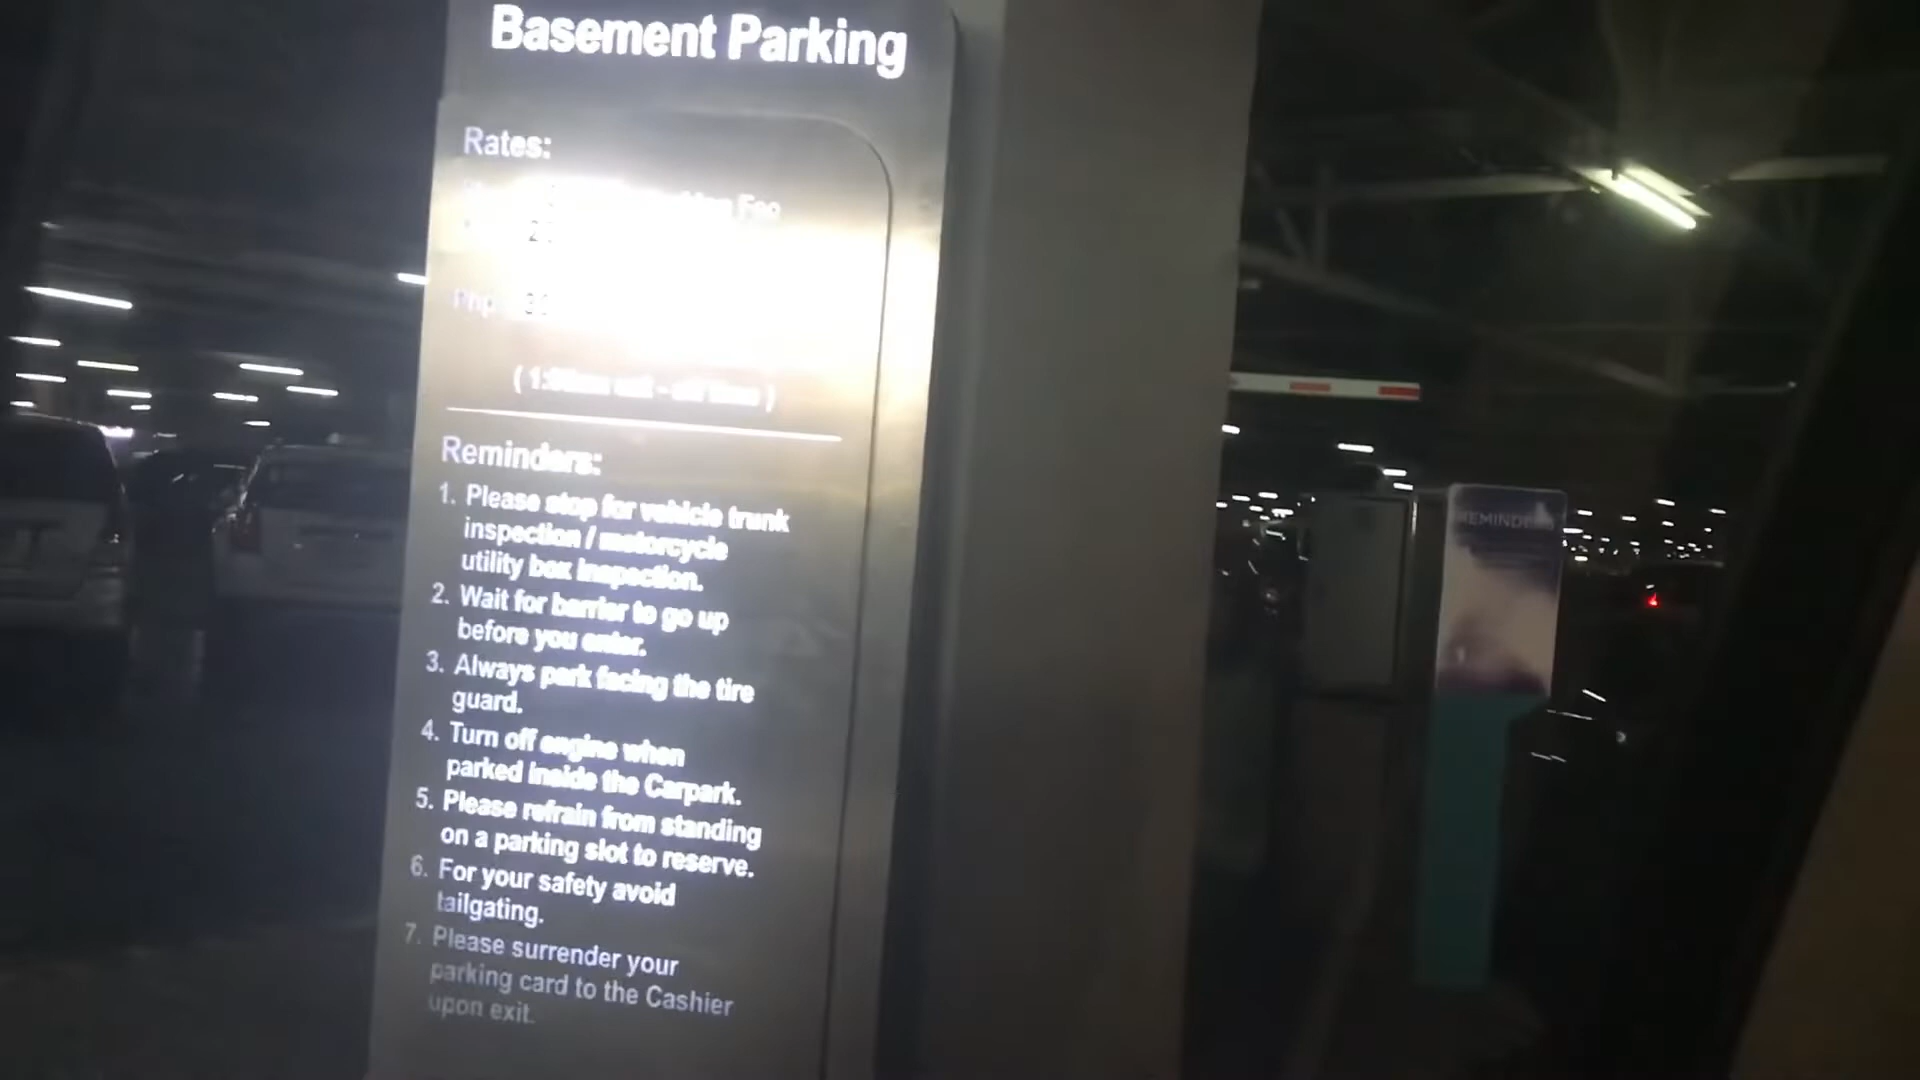 Basement Parking
Rates:
Fee
Php
Reminders:
1. Please stop for vehicle trunk
inspection / motorcycle
utility box inspection.
2. Wait for barrier to go up
before you enter.
3. Always park facing the tire
guard.
4. Turn off engine when
parked inside the Carpark.
5. Please refrain from standing
on a parking slot to reserve.
6. For your safety avoid
tailgating.
7. Please surrender your
parking card to the Cashier
upon exit.
REMINDERS